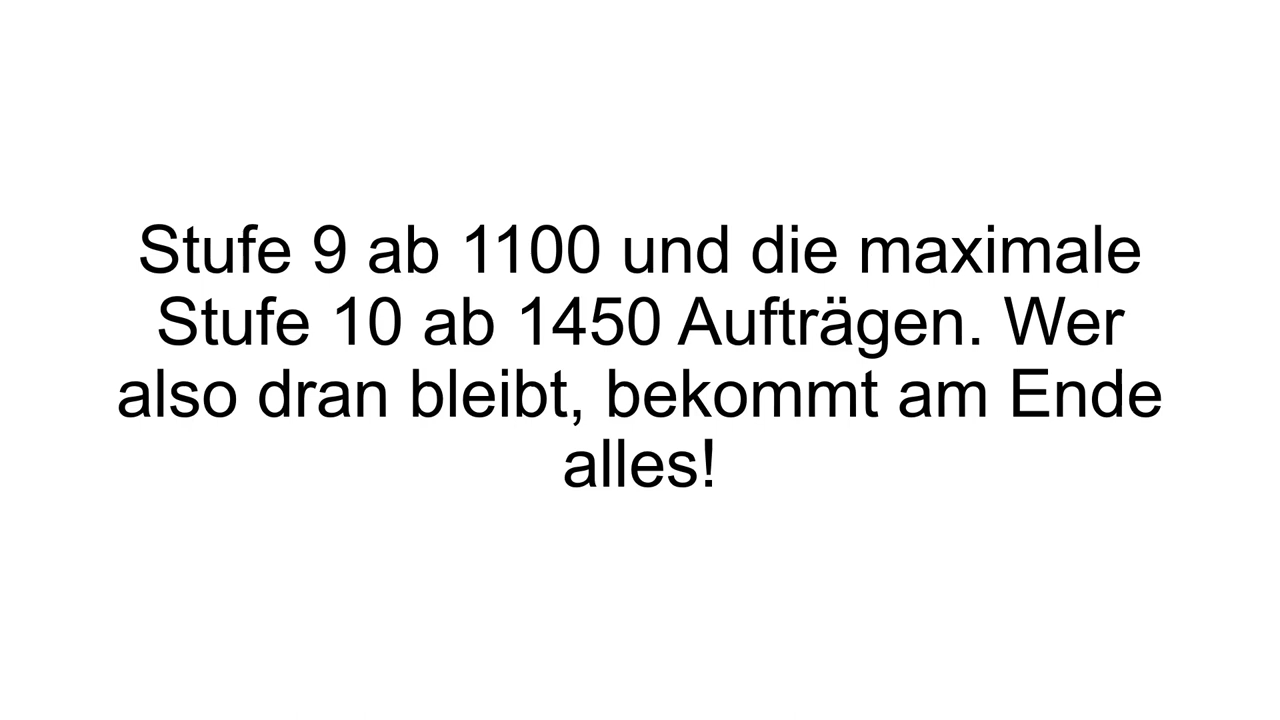 Stufe 9 ab 1100 und die maximale
Stufe 10 ab 1450 Aufträgen. Wer
also dran bleibt, bekommt am Ende
alles!